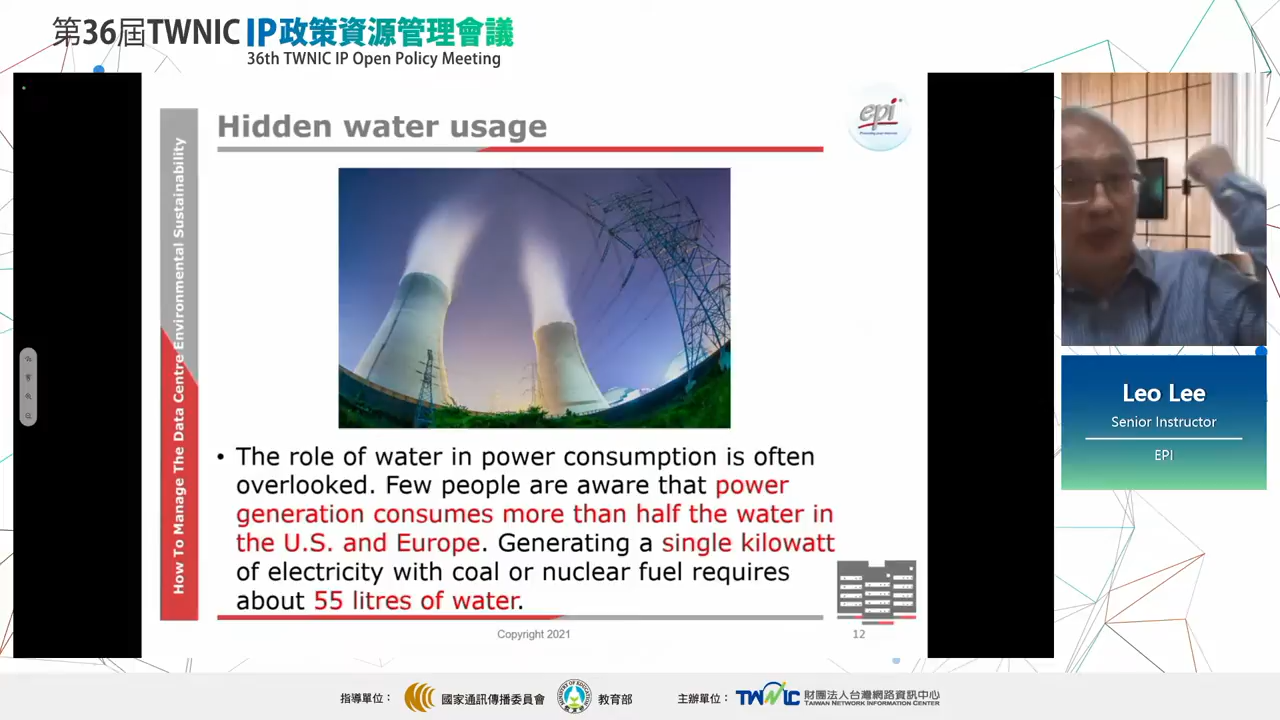 第36屆TWNIC IP政策資源管理會議
36th TWNIC IP Open Policy Meeting
How To Manage The Data Centre Environmental Sustainability
Hidden water usage
epi
• The role of water in power consumption is often
overlooked. Few people are aware that power
generation consumes more than half the water in
the U.S. and Europe. Generating a single kilowatt
of electricity with coal or nuclear fuel requires
about 55 litres of water.
Copyright 2021
12
Leo Lee
Senior Instructor
EPI
指導單位：
國家通訊傳播委員會
教育部
主辦單位：
TWNIC
財團法人台灣網路資訊中心
TAIWAN NETWORK INFORMATION CENTER